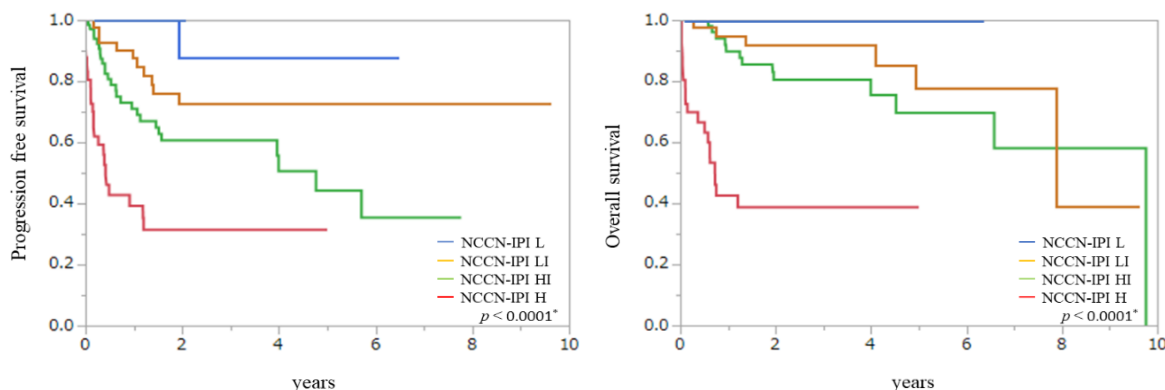 Progression free survival
1.0
0.8
0.6
0.4
0.2
0.0
0 2 4 6 8 10
years
NCCN-IPI L
NCCN-IPI LI
NCCN-IPI HI
NCCN-IPI H
p < 0.0001*
Overall survival
1.0
0.8
0.6
0.4
0.2
0.0
0 2 4 6 8 10
years
NCCN-IPI L
NCCN-IPI LI
NCCN-IPI HI
NCCN-IPI H
p < 0.0001*